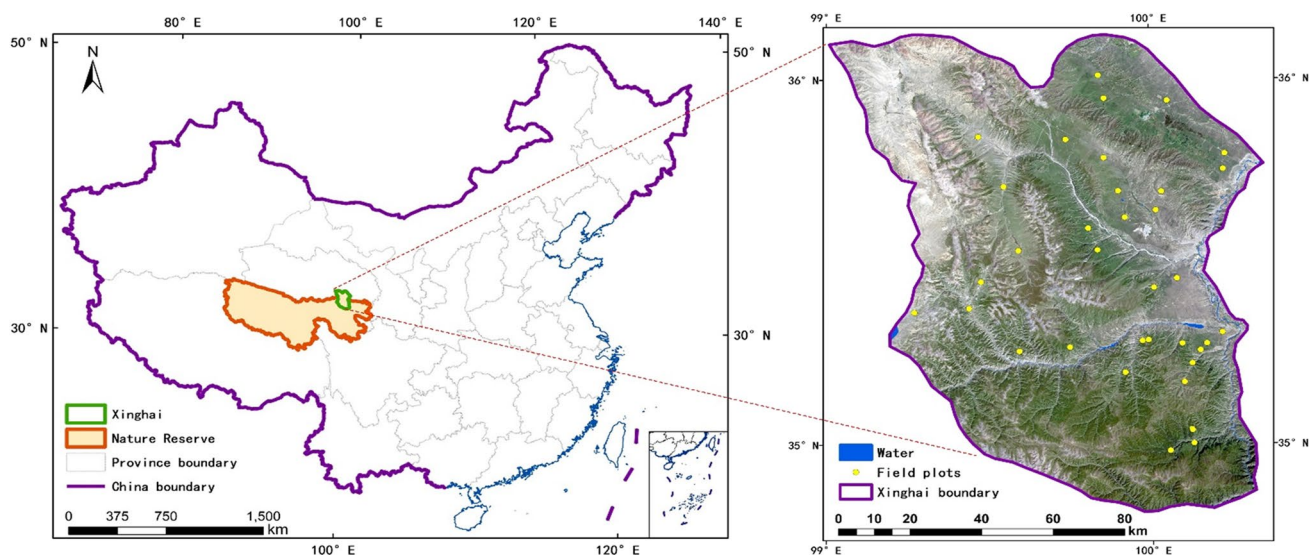 80° E
100° E
120° E
140° E
50° N
50° N
N
30° N
30° N
Xinghai
Nature Reserve
Province boundary
China boundary
0 375 750 1,500
km
100° E
120° E
99° E
100° E
36° N
36° N
35° N
35° N
Water
Field plots
Xinghai boundary
0 10 20 40 60 80
km
99° E
100° E